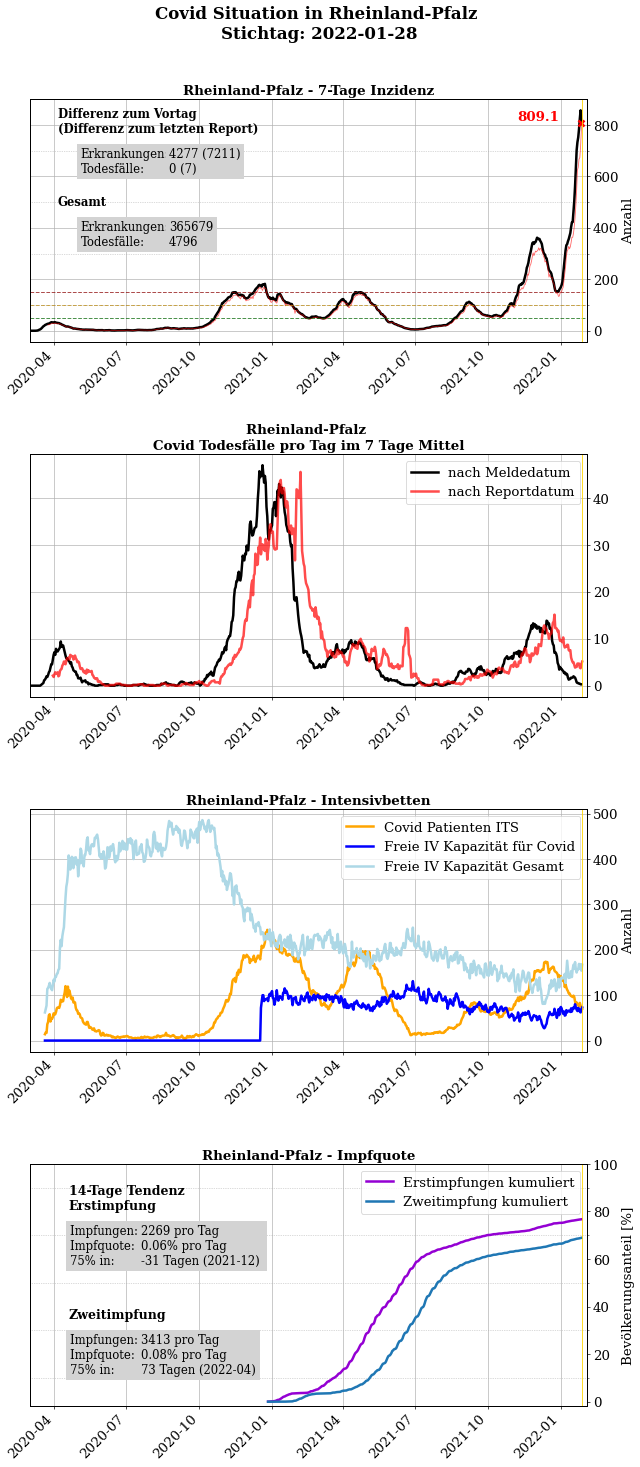 Covid Situation in Rheinland-Pfalz
Stichtag: 2022-01-28
Rheinland-Pfalz - 7-Tage Inzidenz
Differenz zum Vortag
(Differenz zum letzten Report)
Erkrankungen 4277 (7211)
Todesfälle: 0 (7)
Gesamt
Erkrankungen 365679
Todesfälle: 4796
809.1
800
600
400
200
0
Anzahl
2020-04
2020-07
2020-10
2021-01
2021-04
2021-07
2021-10
2022-01
Rheinland-Pfalz
Covid Todesfälle pro Tag im 7 Tage Mittel
nach Meldedatum
nach Reportdatum
40
30
20
10
0
2020-04
2020-07
2020-10
2021-01
2021-04
2021-07
2021-10
2022-01
Rheinland-Pfalz - Intensivbetten
Covid Patienten ITS
Freie IV Kapazität für Covid
Freie IV Kapazität Gesamt
500
400
300
200
100
0
Anzahl
2020-04
2020-07
2020-10
2021-01
2021-04
2021-07
2021-10
2022-01
Rheinland-Pfalz - Impfquote
14-Tage Tendenz
Erstimpfung
Impfungen: 2269 pro Tag
Impfquote: 0.06% pro Tag
75% in: -31 Tagen (2021-12)
Zweitimpfung
Impfungen: 3413 pro Tag
Impfquote: 0.08% pro Tag
75% in: 73 Tagen (2022-04)
Erstimpfungen kumuliert
Zweitimpfung kumuliert
100
80
60
40
20
0
Bevölkerungsanteil [%]
2020-04
2020-07
2020-10
2021-01
2021-04
2021-07
2021-10
2022-01